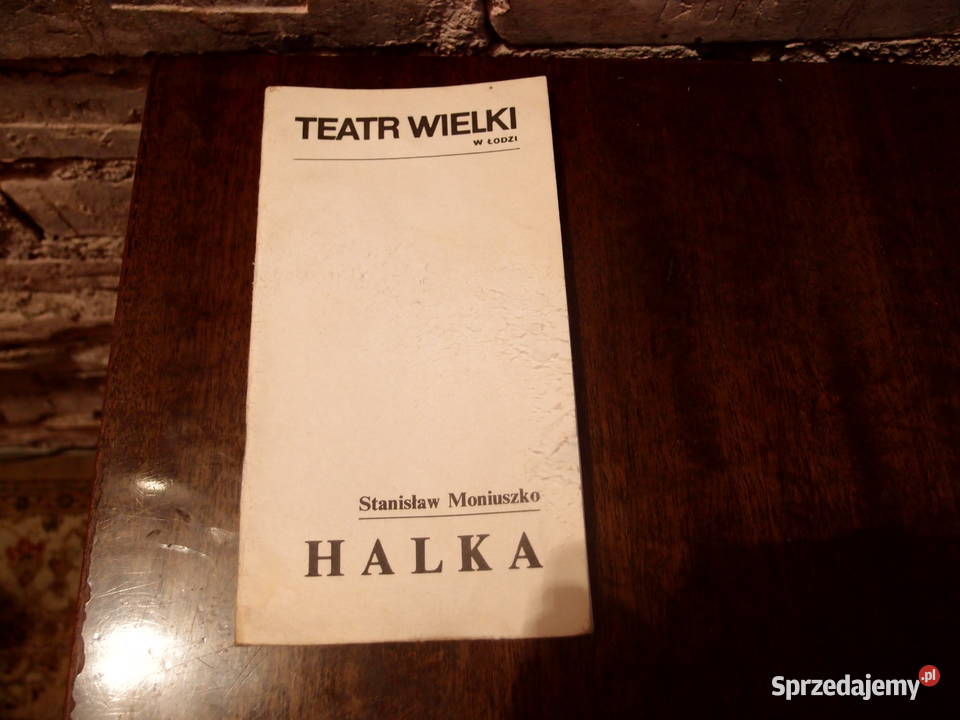 TEATR WIELKI
W ŁODZI
Stanisław Moniuszko
HALKA
Sprzedajemy.pl